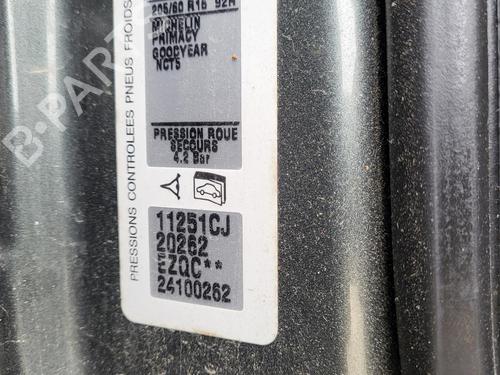 205/60 R16 92H
MICHELIN
PRIMACY
GOODYEAR
NCT5
PRESSION ROUE
SECOURS
4.2 Bar
11251CJ
20262
EZQC**
24100262
PRESSIONS CONTROLEES PNEUS FROIDS
B-PARTS